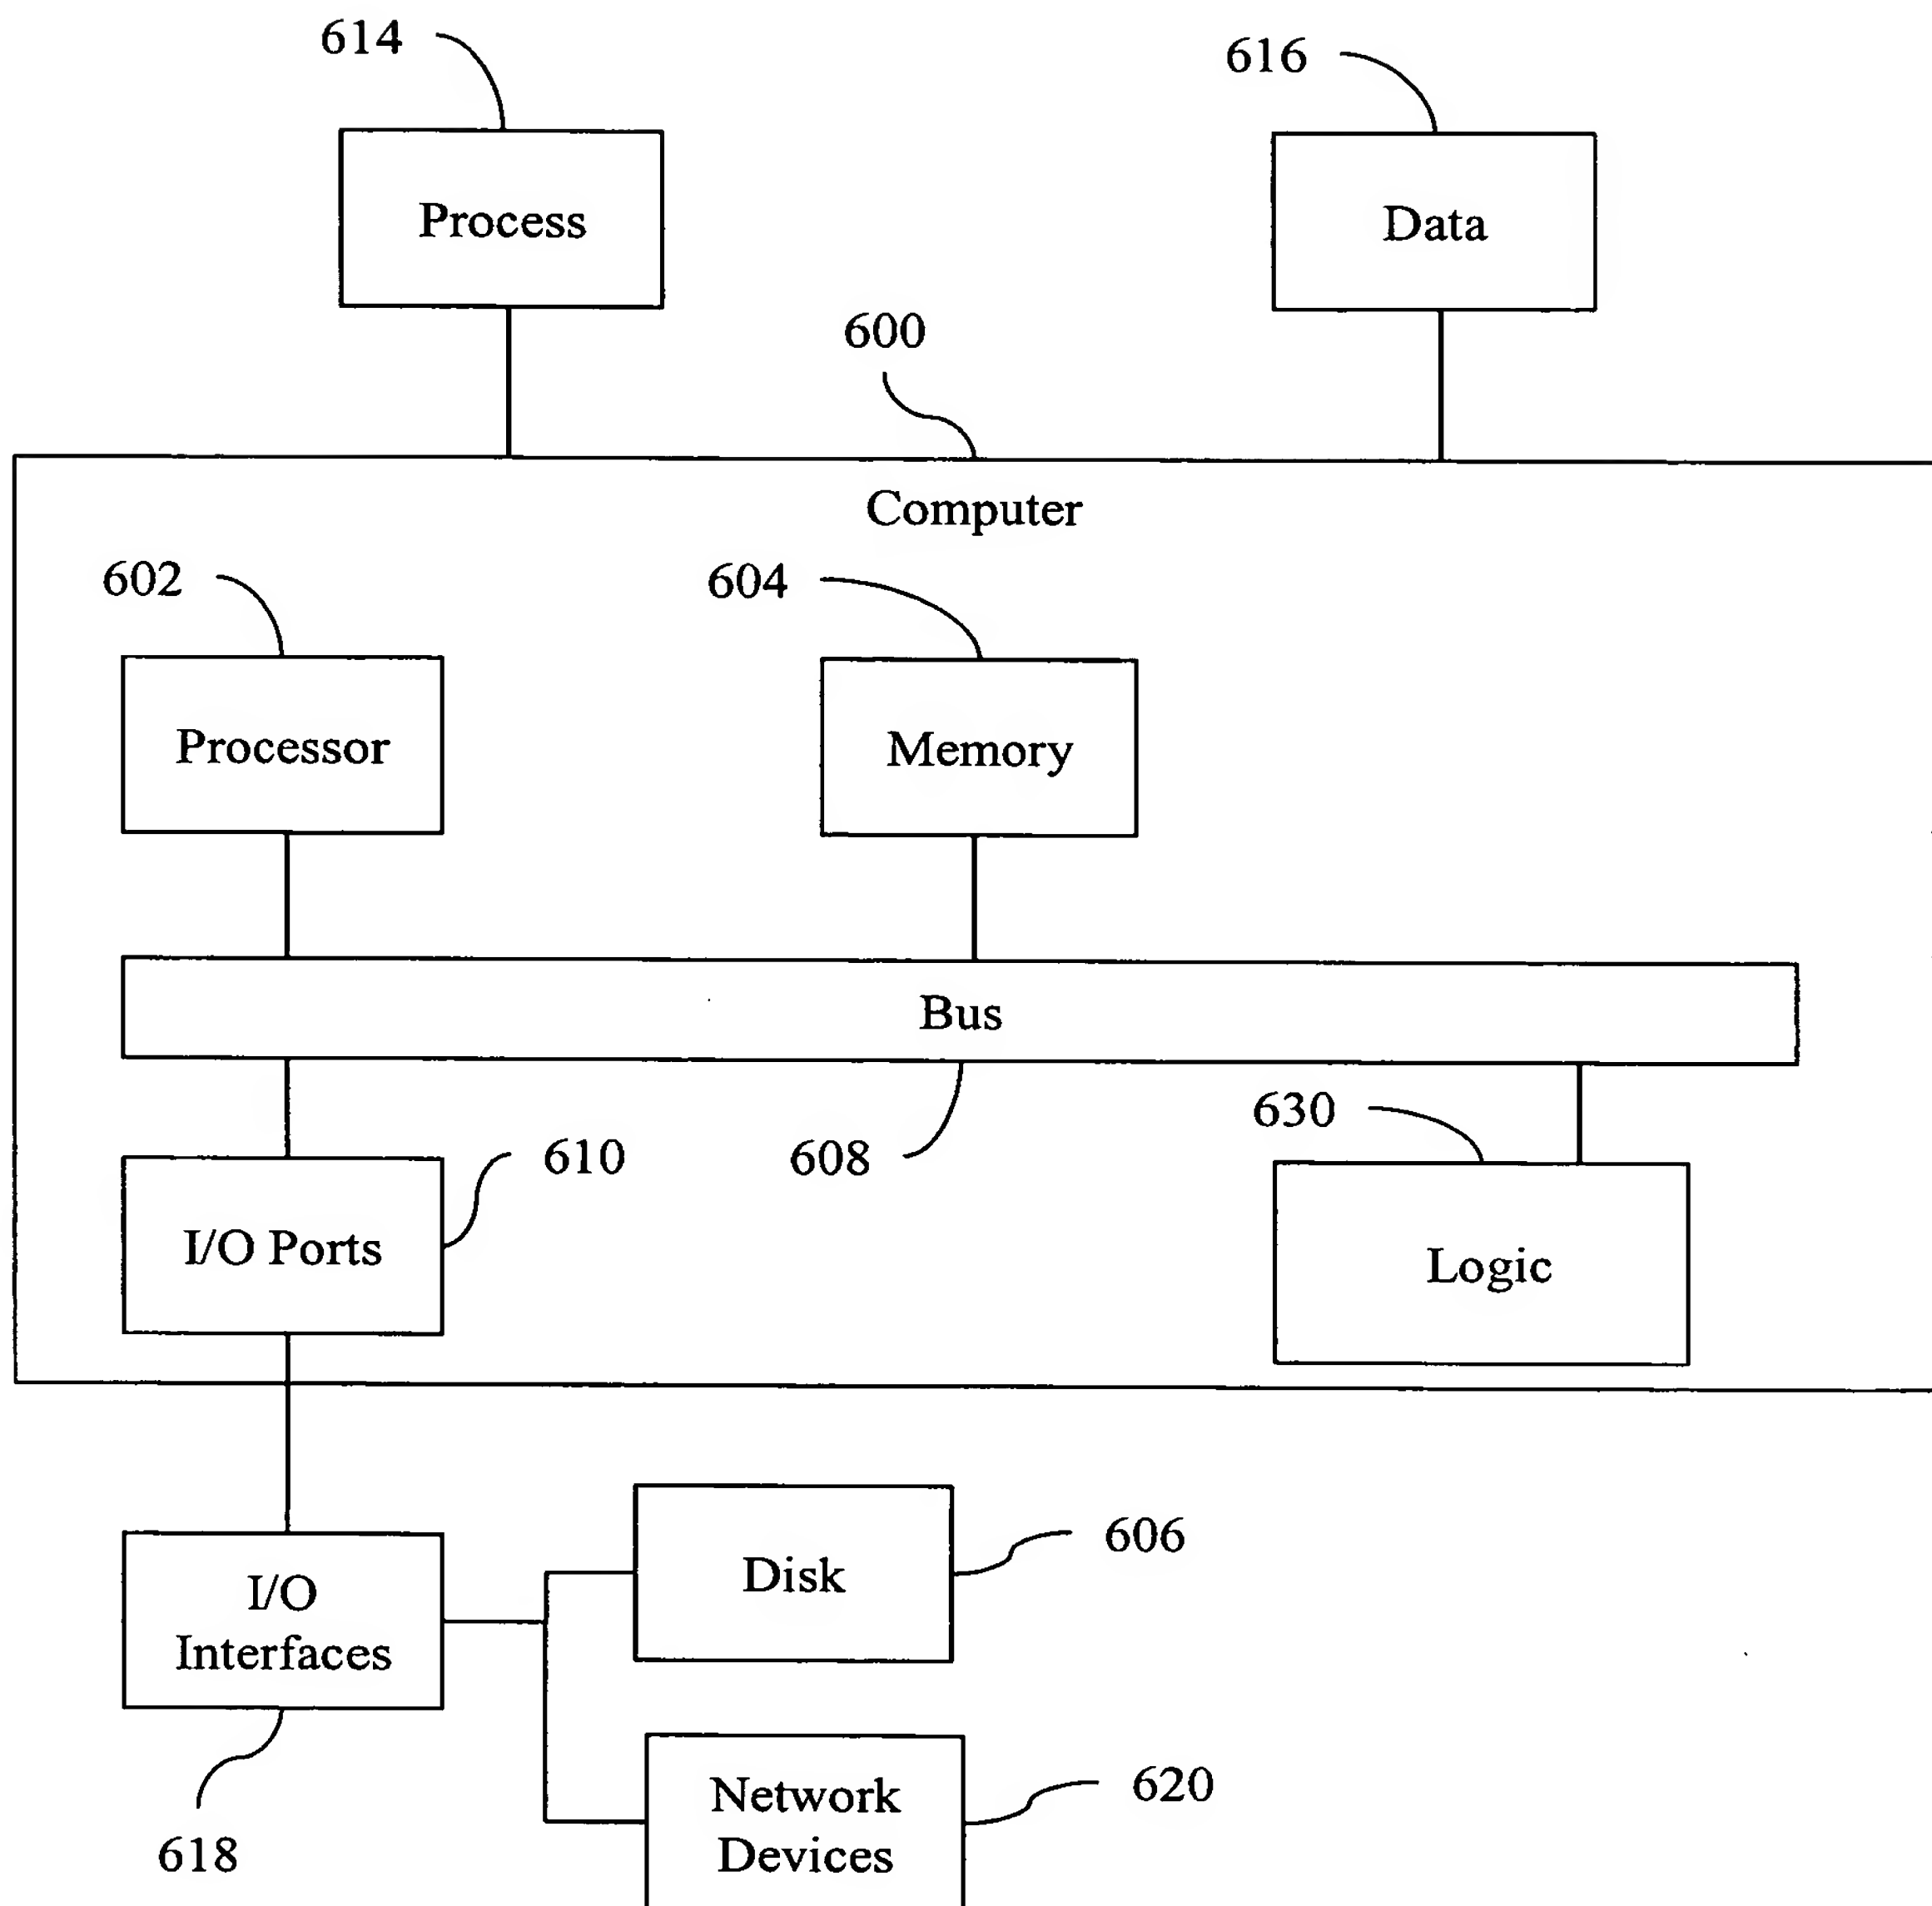 614
616
Process
Data
600
Computer
602
604
Processor
Memory
Bus
630
610
608
I/O Ports
Logic
606
Disk
I/O
Interfaces
620
Network
Devices
618